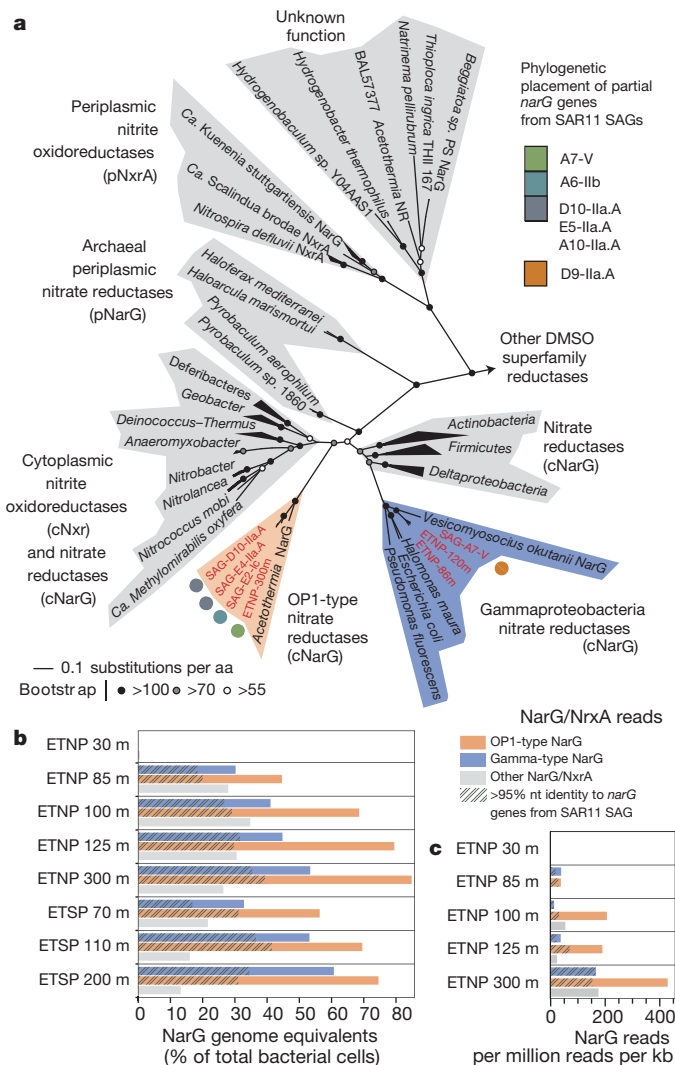 a
Unknown
function
Hydrogenobaculum sp. Y04AAS1
Hydrogenobacter thermophilus
BAL57377 Acetothermia NR
Natrinema pellirubrum
Thioploca ingrica THII 167
Beggiatoa sp. PS NarG
Phylogenetic
placement of partial
narG genes
from SAR11 SAGs
A7-V
A6-IIb
D10-IIa.A
E5-IIa.A
A10-IIa.A
D9-IIa.A
Periplasmic
nitrite
oxidoreductases
(pNxrA)
Ca. Kuenenia stuttgartiensis NarG
Ca. Scalindua brodae NxrA
Nitrospira defluvii NxrA
Archaeal
periplasmic
nitrate reductases
(pNarG)
Haloferax mediterranei
Haloarcula marismortui
Pyrobaculum aerophilum
Pyrobaculum sp. 1860
Other DMSO
superfamily
reductases
Deferibacteres
Geobacter
Deinococcus–Thermus
Anaeromyxobacter
Nitrobacter
Nitrolancea
Nitrococcus mobi
Ca. Methylomirabilis oxyfera
Cytoplasmic
nitrite
oxidoreductases
(cNxr)
and nitrate
reductases
(cNarG)
Actinobacteria
Firmicutes
Deltaproteobacteria
Nitrate
reductases
(cNarG)
SAG-D10-IIa.A
SAG-E4-IIa.A
SAG-E2-Ic
ETNP-300m
Acetothermia NarG
OP1-type
nitrate
reductases
(cNarG)
Vesicomyosocius okutanii NarG
SAG-A7-V
ETNP-120m
ETNP-86m
Halomonas maura
Escherichia coli
Pseudomonas fluorescens
Gammaproteobacteria
nitrate reductases
(cNarG)
0.1 substitutions per aa
Bootstrap >100 >70 >55
NarG/NrxA reads
OP1-type NarG
Gamma-type NarG
Other NarG/NxrA
>95% nt identity to narG
genes from SAR11 SAG
b
ETNP 30 m
ETNP 85 m
ETNP 100 m
ETNP 125 m
ETNP 300 m
ETSP 70 m
ETSP 110 m
ETSP 200 m
0 10 20 30 40 50 60 70 80
NarG genome equivalents
(% of total bacterial cells)
c
ETNP 30 m
ETNP 85 m
ETNP 100 m
ETNP 125 m
ETNP 300 m
0 200 400
NarG reads
per million reads per kb